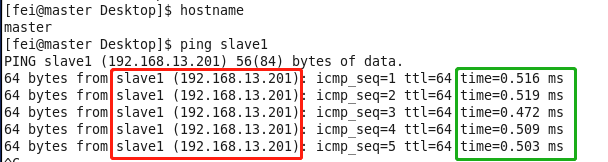 [fei@master Desktop]$ hostname
master
[fei@master Desktop]$ ping slave1
PING slave1 (192.168.13.201) 56(84) bytes of data.
64 bytes from slave1 (192.168.13.201): icmp_seq=1 ttl=64 time=0.516 ms
64 bytes from slave1 (192.168.13.201): icmp_seq=2 ttl=64 time=0.519 ms
64 bytes from slave1 (192.168.13.201): icmp_seq=3 ttl=64 time=0.472 ms
64 bytes from slave1 (192.168.13.201): icmp_seq=4 ttl=64 time=0.509 ms
64 bytes from slave1 (192.168.13.201): icmp_seq=5 ttl=64 time=0.503 ms